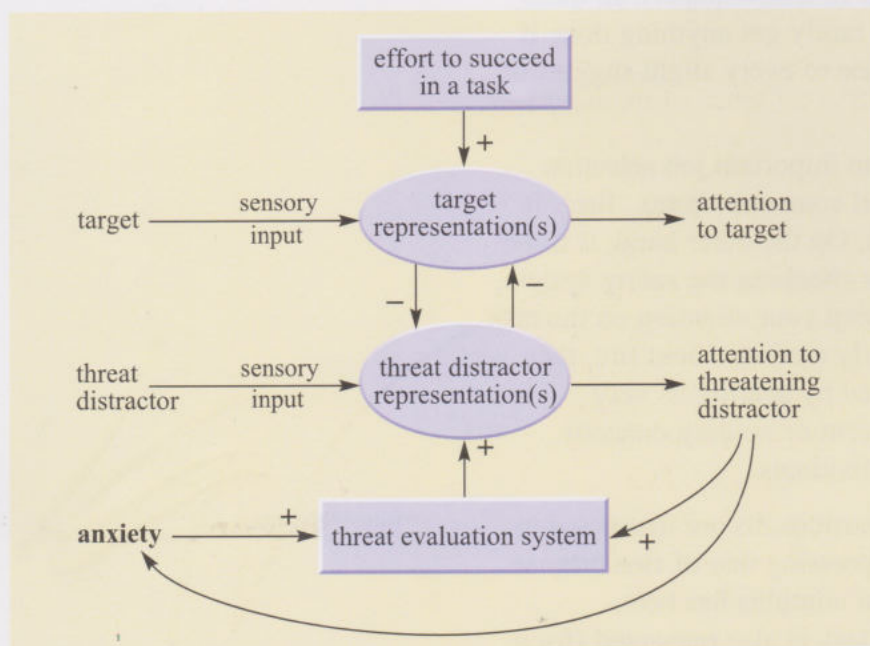 effort to succeed
in a task
+
target
sensory
input
target
representation(s)
attention
to target
−
−
threat
distractor
sensory
input
threat distractor
representation(s)
attention to
threatening
distractor
+
anxiety
+
threat evaluation system
+